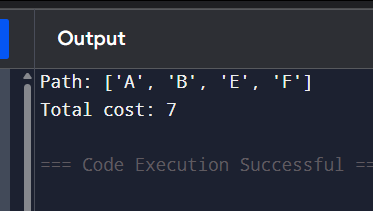 Output
Path: ['A', 'B', 'E', 'F']
Total cost: 7
=== Code Execution Successful ==